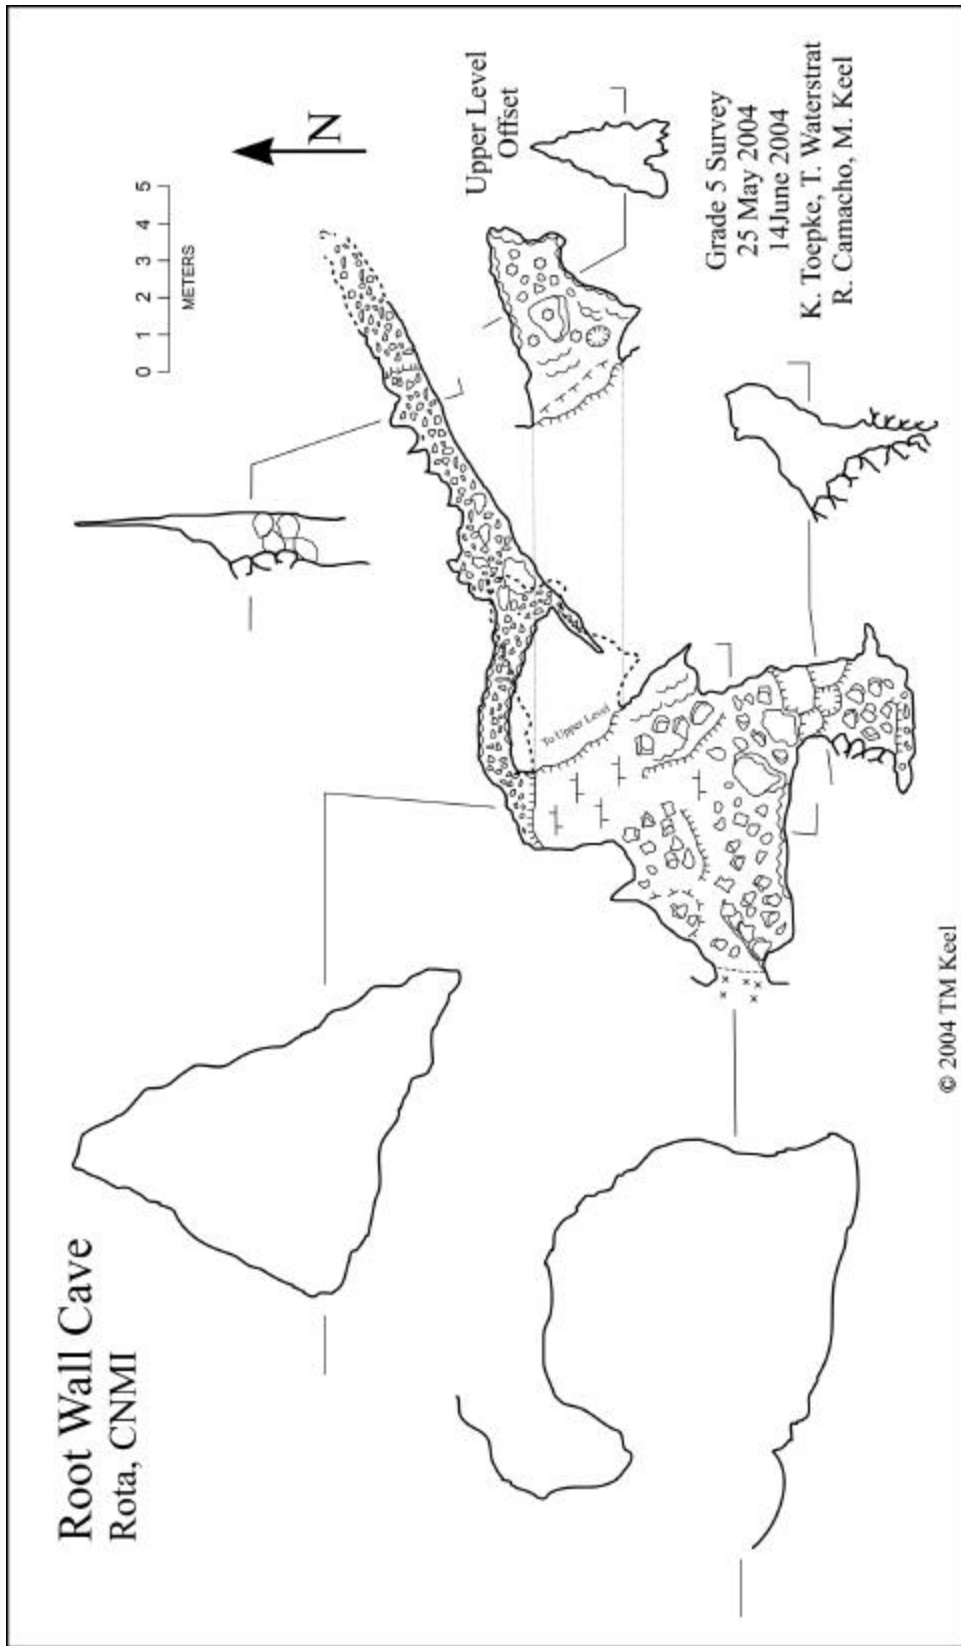 Root Wall Cave
Rota, CNMI
0 1 2 3 4 5
METERS
N
?
Upper Level
Offset
To Upper Level
Grade 5 Survey
25 May 2004
14June 2004
K. Toepke, T. Waterstrat
R. Camacho, M. Keel
© 2004 TM Keel